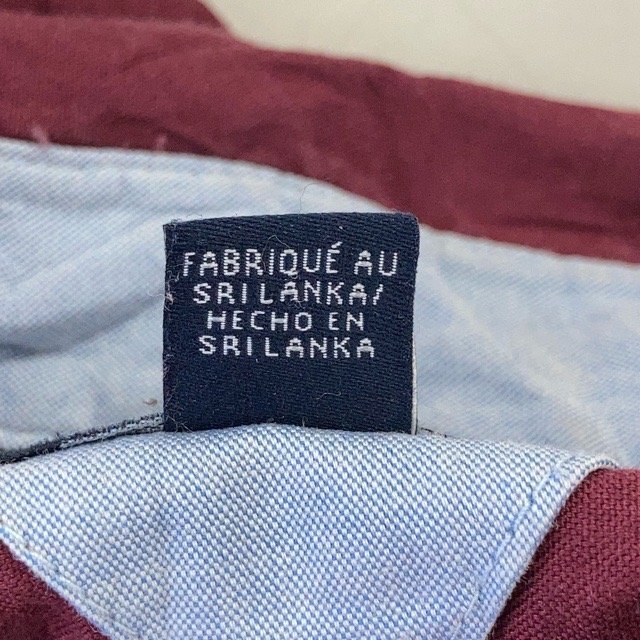 FABRIQUÉ AU
SRI LANKA/
HECHO EN
SRI LANKA